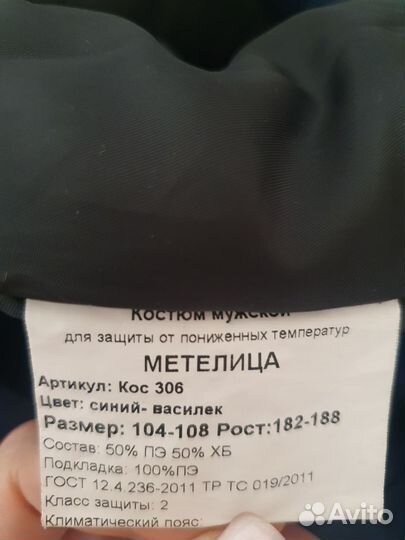 Костюм мужской
для защиты от пониженных температур
МЕТЕЛИЦА
Артикул: Кос 306
Цвет: синий- василек
Размер: 104-108 Рост:182-188
Состав: 50% ПЭ 50% ХБ
Подкладка: 100%ПЭ
ГОСТ 12.4.236-2011 ТР ТС 019/2011
Класс защиты: 2
Климатический пояс:
Avito